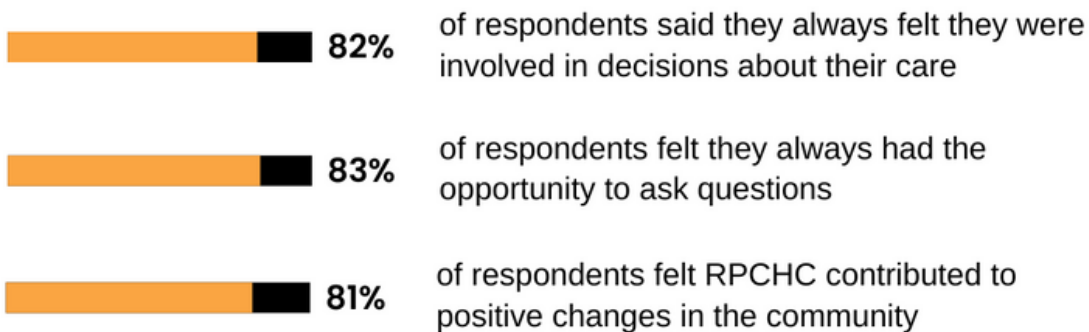 82%
of respondents said they always felt they were
involved in decisions about their care
83%
of respondents felt they always had the
opportunity to ask questions
81%
of respondents felt RPCHC contributed to
positive changes in the community